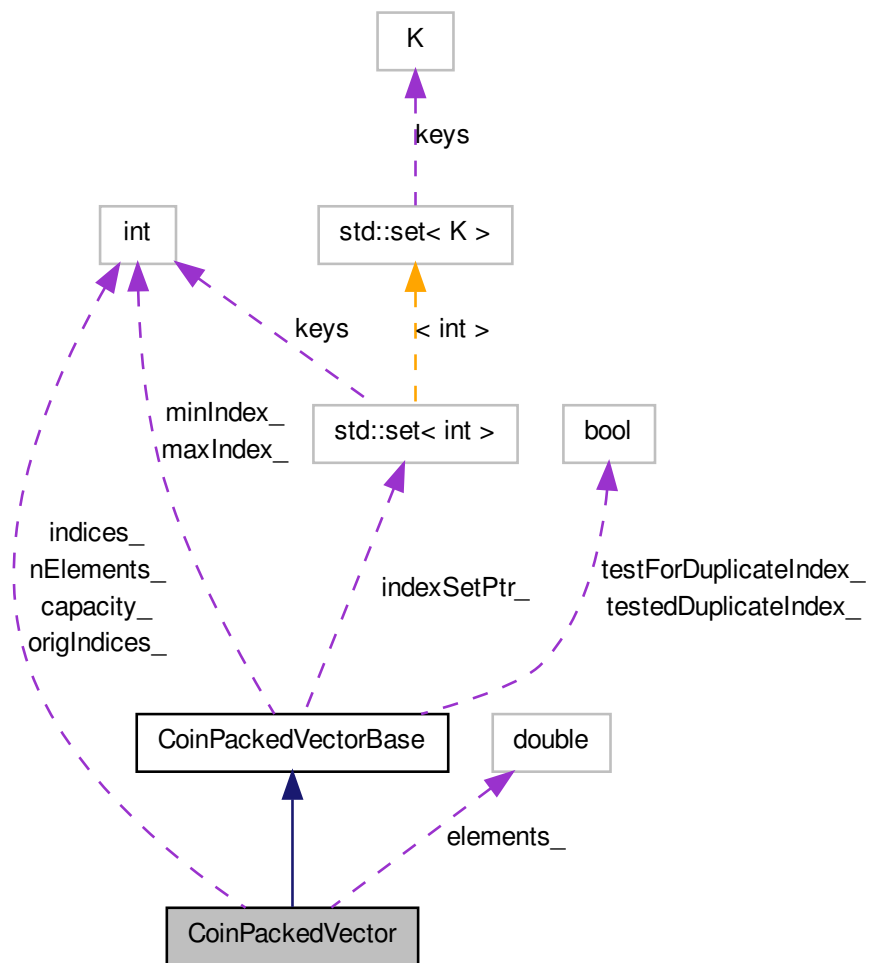 K
keys
int
std::set< K >
keys
< int >
minIndex_
maxIndex_
std::set< int >
bool
indices_
nElements_
capacity_
origIndices_
indexSetPtr_
testForDuplicateIndex_
testedDuplicateIndex_
CoinPackedVectorBase
double
elements_
CoinPackedVector